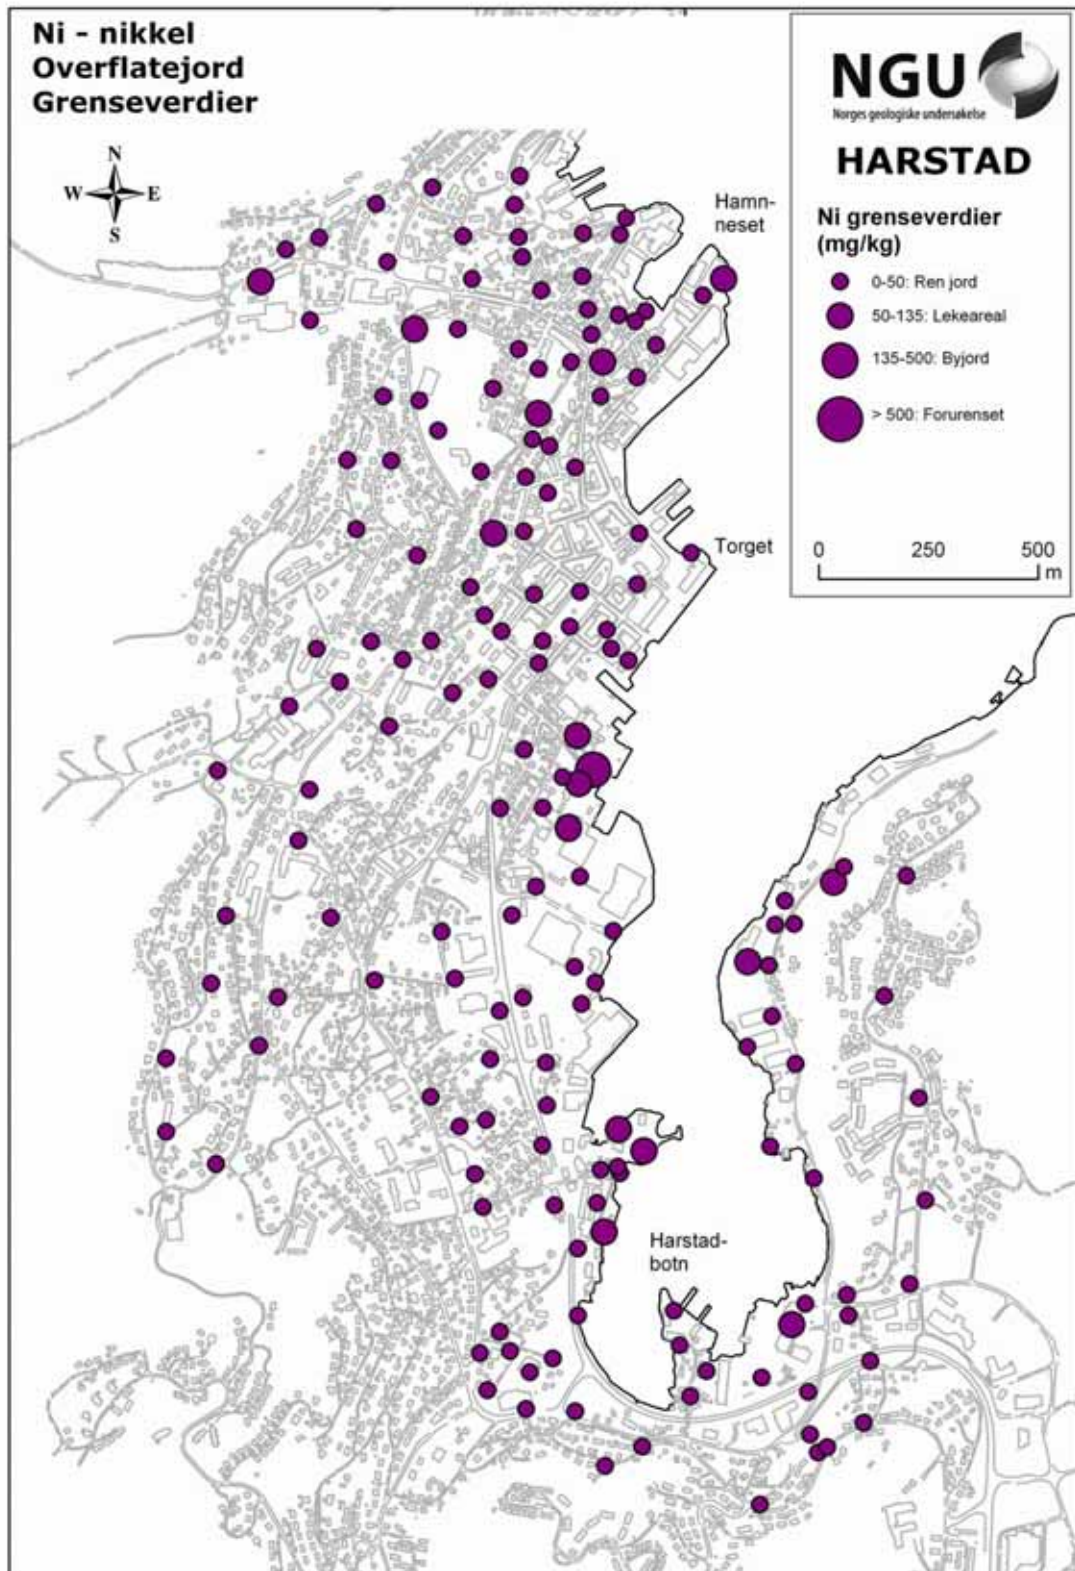 Ni - nikkel
Overflatejord
Grenseverdier
N
W E
S
NGU
Norges geologiske undersøkelse
HARSTAD
Ni grenseverdier
(mg/kg)
0-50: Ren jord
50-135: Lekeareal
135-500: Byjord
> 500: Forurenset
0 250 500
m
Hamn-
neset
Torget
Harstad-
botn